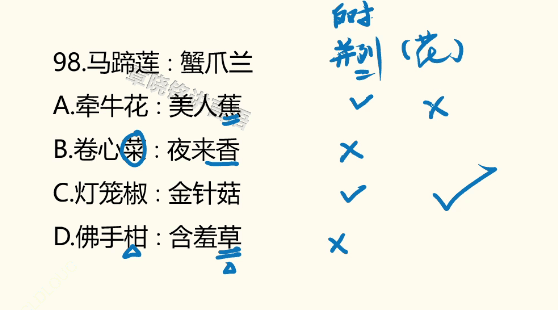 的
并列 (花)
98.马蹄莲：蟹爪兰
A.牵牛花：美人蕉 ✓ ×
B.卷心菜：夜来香 ×
C.灯笼椒：金针菇 ✓ ✓
D.佛手柑：含羞草 ×